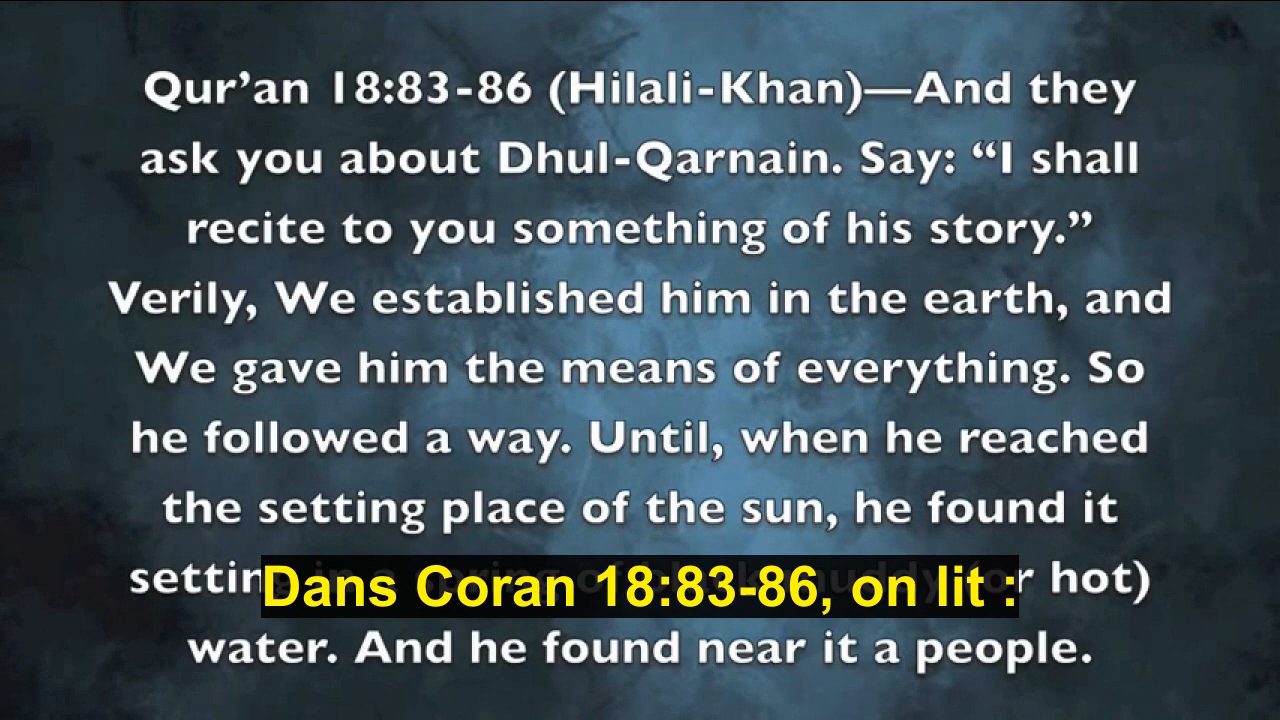 Qur’an 18:83-86 (Hilali-Khan)—And they
ask you about Dhul-Qarnain. Say: “I shall
recite to you something of his story.”
Verily, We established him in the earth, and
We gave him the means of everything. So
he followed a way. Until, when he reached
the setting place of the sun, he found it
setting in a spring of black muddy (or hot)
Dans Coran 18:83-86, on lit :
water. And he found near it a people.